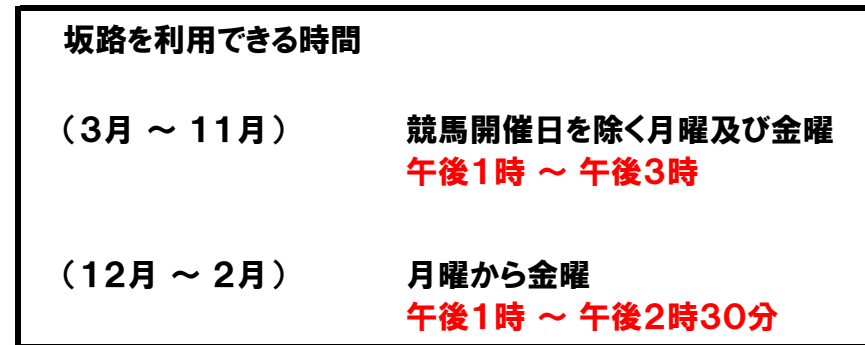 坂路を利用できる時間
（３月 ～ １１月） 競馬開催日を除く月曜及び金曜
午後１時 ～ 午後３時
（１２月 ～ ２月） 月曜から金曜
午後１時 ～ 午後２時３０分